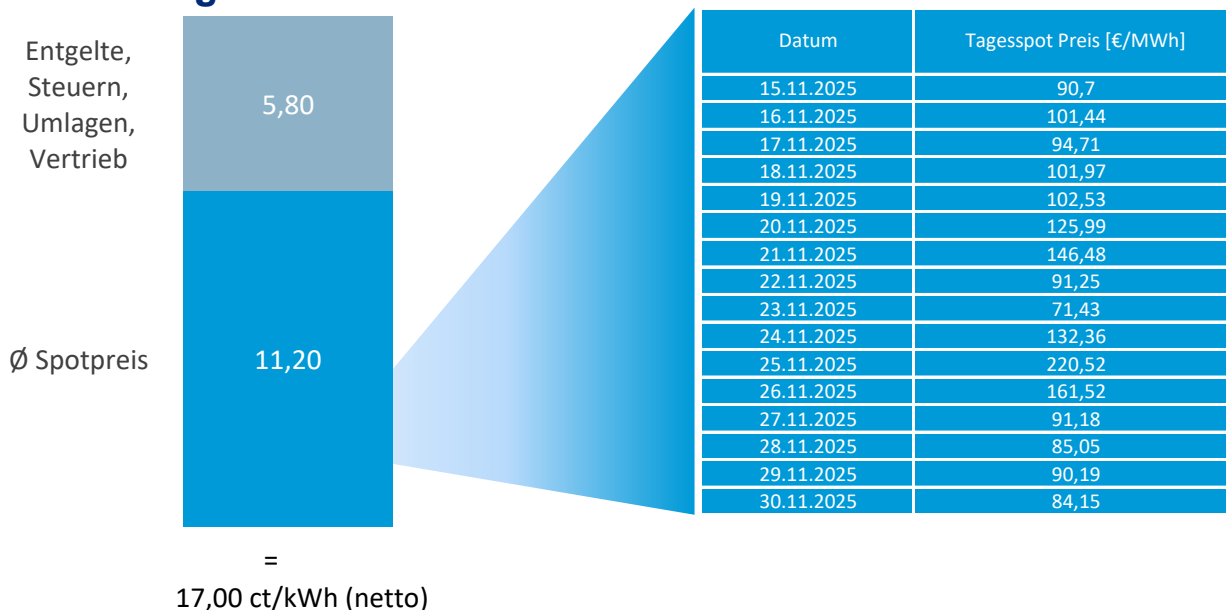 g
Entgelte,
Steuern,
Umlagen,
Vertrieb
5,80
Ø Spotpreis
11,20
=
17,00 ct/kWh (netto)
Datum Tagesspot Preis [€/MWh]
15.11.2025 90,7
16.11.2025 101,44
17.11.2025 94,71
18.11.2025 101,97
19.11.2025 102,53
20.11.2025 125,99
21.11.2025 146,48
22.11.2025 91,25
23.11.2025 71,43
24.11.2025 132,36
25.11.2025 220,52
26.11.2025 161,52
27.11.2025 91,18
28.11.2025 85,05
29.11.2025 90,19
30.11.2025 84,15